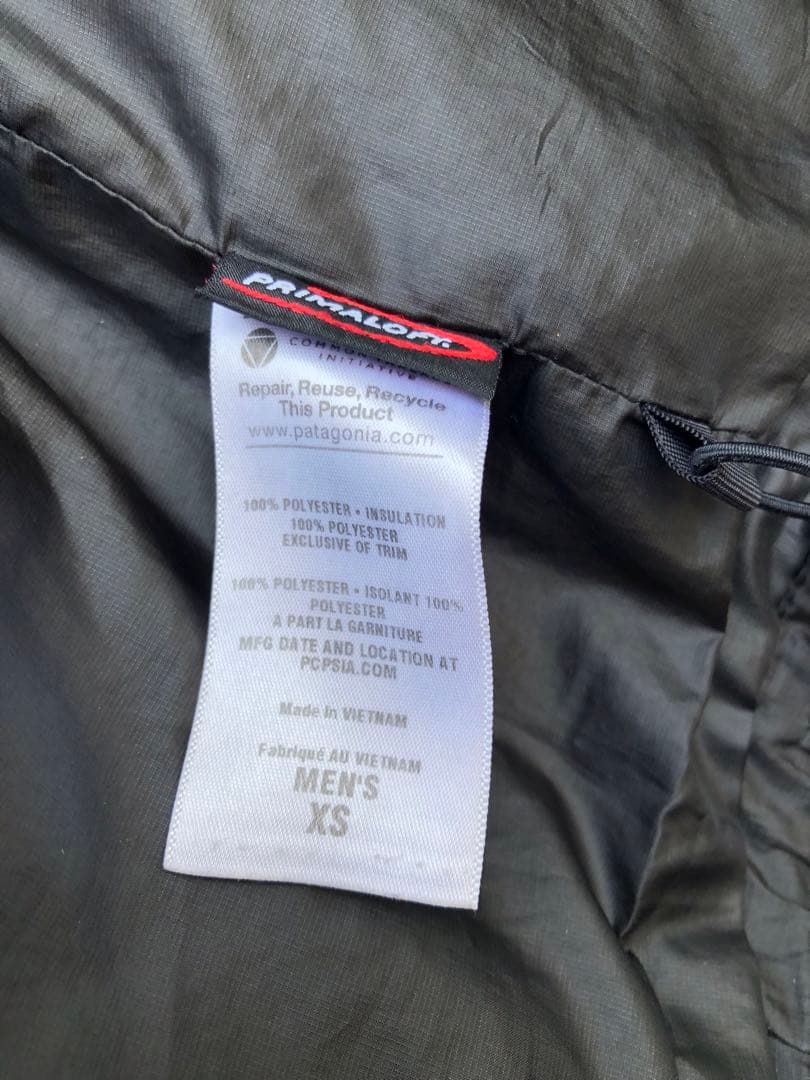 PRIMALOFT.
INITIATIVE
Repair, Reuse, Recycle
This Product
www.patagonia.com
100% POLYESTER • INSULATION
100% POLYESTER
EXCLUSIVE OF TRIM
100% POLYESTER • ISOLANT 100%
POLYESTER
A PART LA GARNITURE
MFG DATE AND LOCATION AT
PCPSIA.COM
Made in VIETNAM
Fabriqué AU VIETNAM
MEN'S
XS